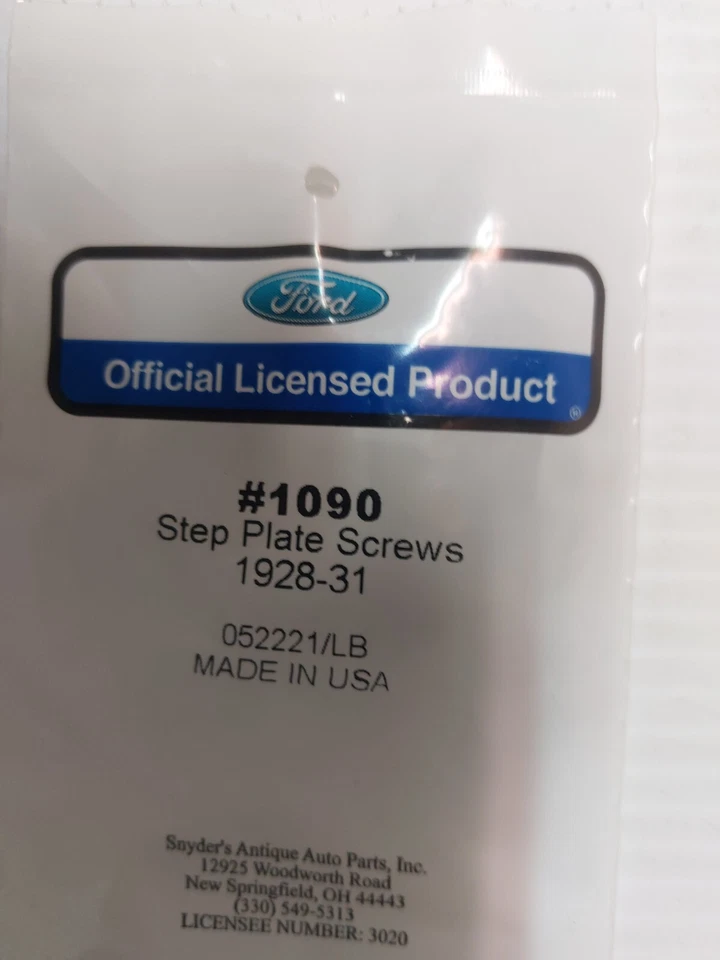 Ford
Official Licensed Product
®
#1090
Step Plate Screws
1928-31
052221/LB
MADE IN USA
Snyder's Antique Auto Parts, Inc.
12925 Woodworth Road
New Springfield, OH 44443
(330) 549-5313
LICENSEE NUMBER: 3020